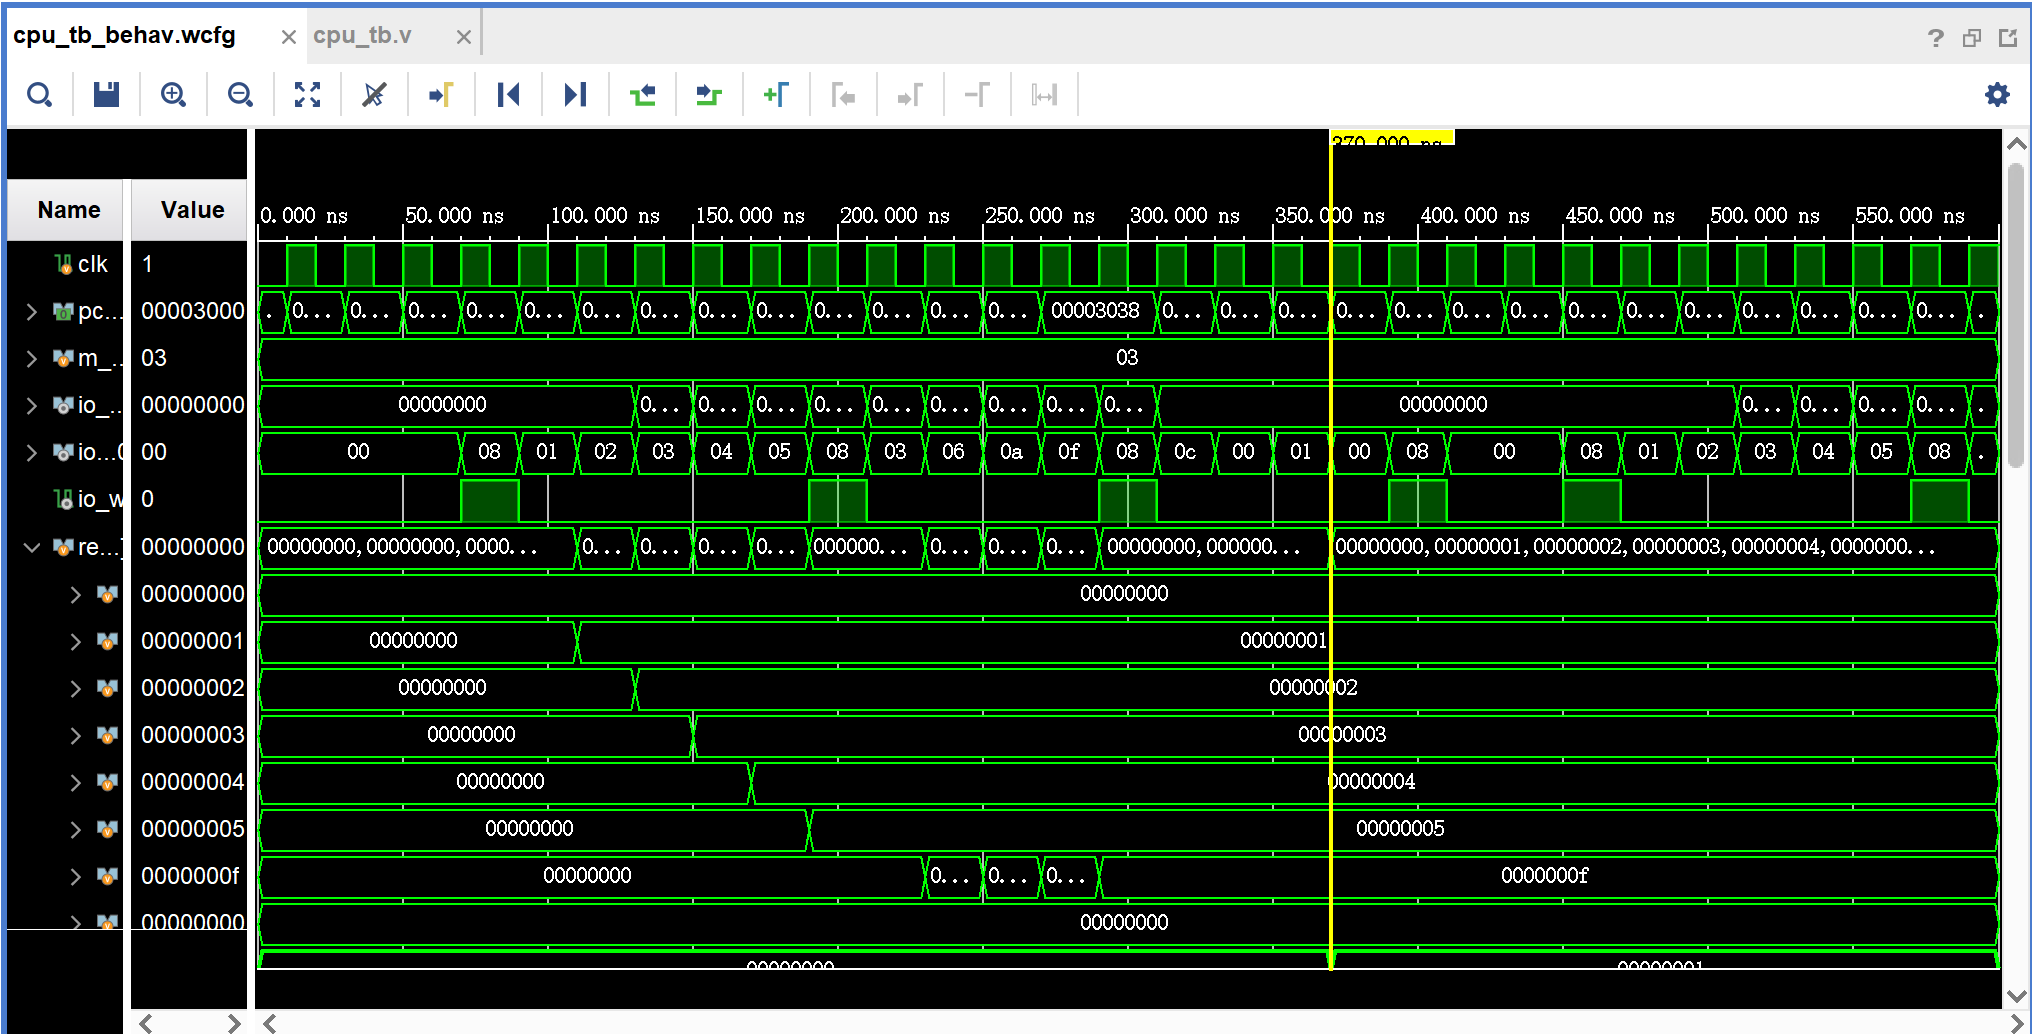 cpu_tb_behav.wcfg × cpu_tb.v ×
?
370.000 ns
Name Value
0.000 ns 50.000 ns 100.000 ns 150.000 ns 200.000 ns 250.000 ns 300.000 ns 350.000 ns 400.000 ns 450.000 ns 500.000 ns 550.000 ns
clk 1
pc... 00003000 . 0... 0... 0... 0... 0... 0... 0... 0... 0... 0... 0... 0... 00003038 0... 0... 0... 0... 0... 0... 0... 0... 0... 0... 0... 0... 0... 0... .
m_... 03 03
io_... 00000000 00000000 0... 0... 0... 0... 0... 0... 0... 0... 0... 00000000 0... 0... 0... 0... .
io...0 00 00 08 01 02 03 04 05 08 03 06 0a 0f 08 0c 00 01 00 08 00 08 01 02 03 04 05 08 .
io_w 0
re... 00000000 00000000,00000000,0000... 0... 0... 0... 0... 000000... 0... 0... 0... 00000000,000000... 00000000,00000001,00000002,00000003,00000004,0000000...
00000000 00000000
00000001 00000000 00000001
00000002 00000000 00000002
00000003 00000000 00000003
00000004 00000000 00000004
00000005 00000000 00000005
0000000f 00000000 0... 0... 0... 0000000f
00000000 00000000
00000000 00000001